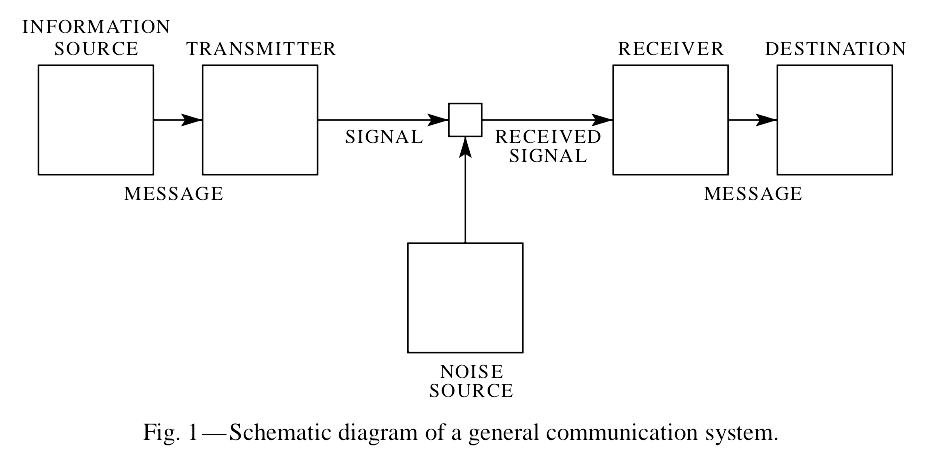 INFORMATION
SOURCE
TRANSMITTER
RECEIVER
DESTINATION
SIGNAL
RECEIVED
SIGNAL
MESSAGE
MESSAGE
NOISE
SOURCE
Fig. 1—Schematic diagram of a general communication system.